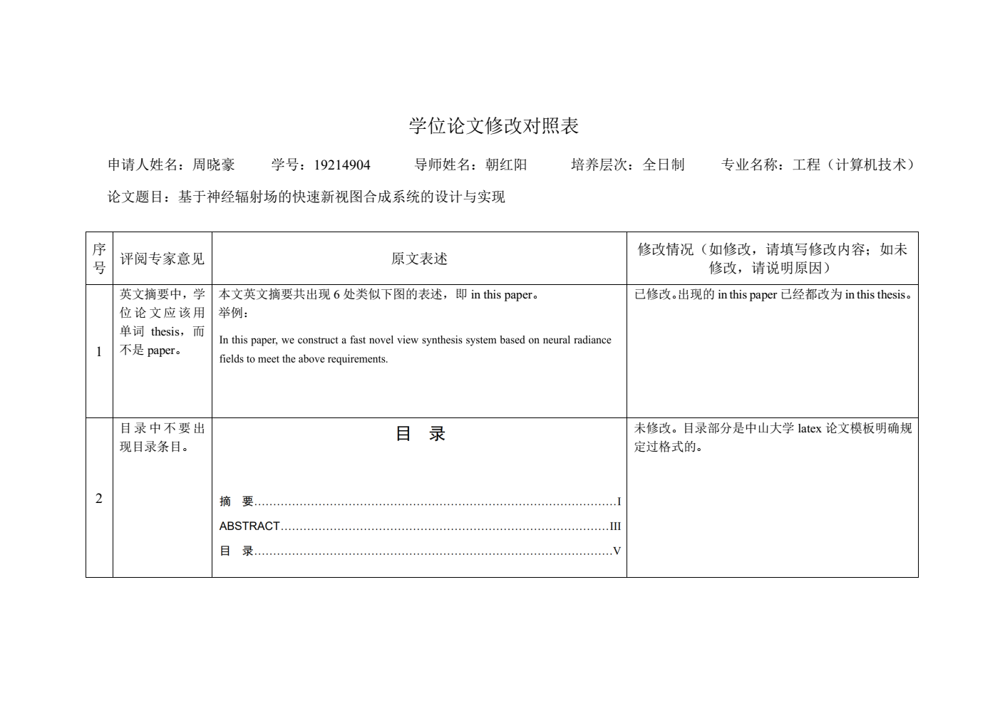 学位论文修改对照表
申请人姓名：周晓豪 学号：19214904 导师姓名：朝红阳 培养层次：全日制 专业名称：工程（计算机技术）
论文题目：基于神经辐射场的快速新视图合成系统的设计与实现
序号 评阅专家意见 原文表述 修改情况（如修改，请填写修改内容；如未
修改，请说明原因）
1
英文摘要中，学
位论文应该用
单词 thesis，而
不是 paper。
本文英文摘要共出现 6 处类似下图的表述，即 in this paper。
举例：
In this paper, we construct a fast novel view synthesis system based on neural radiance
fields to meet the above requirements.
已修改。出现的 in this paper 已经都改为 in this thesis。
2
目录中不要出
现目录条目。
目 录
摘 要……………………………………………………………………………………I
ABSTRACT……………………………………………………………………………III
目 录……………………………………………………………………………………V
未修改。目录部分是中山大学 latex 论文模板明确规
定过格式的。